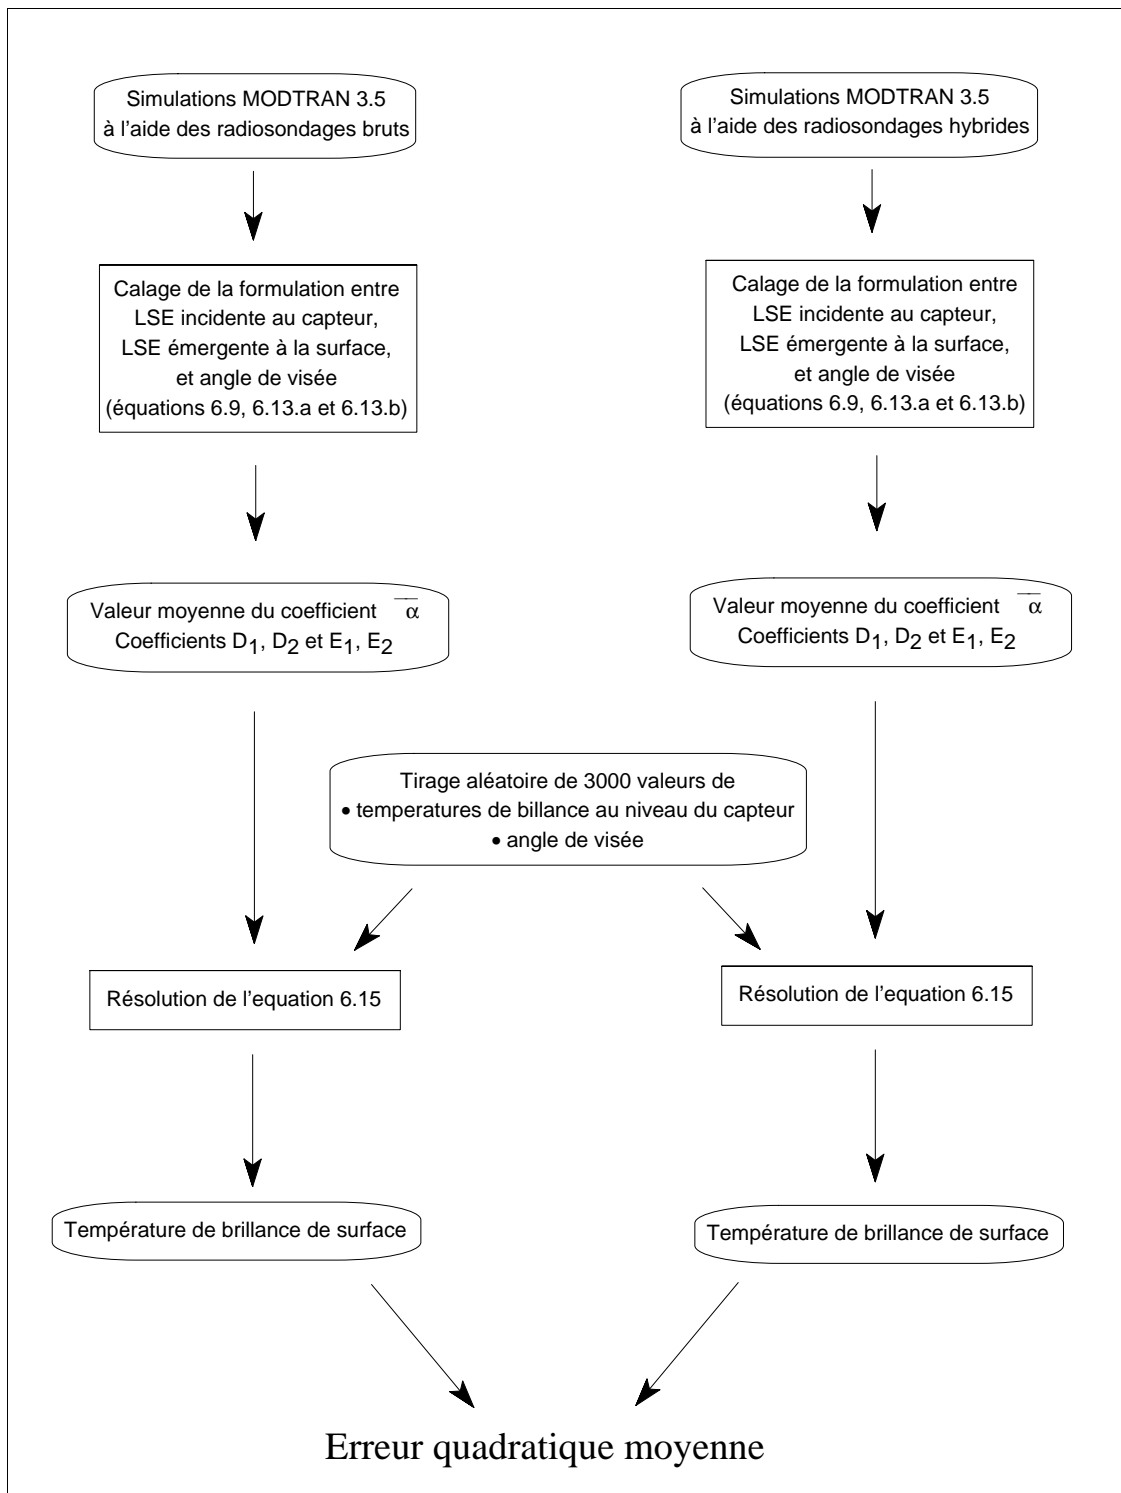 Simulations MODTRAN 3.5
à l'aide des radiosondages bruts
Simulations MODTRAN 3.5
à l'aide des radiosondages hybrides
Calage de la formulation entre
LSE incidente au capteur,
LSE émergente à la surface,
et angle de visée
(équations 6.9, 6.13.a et 6.13.b)
Calage de la formulation entre
LSE incidente au capteur,
LSE émergente à la surface,
et angle de visée
(équations 6.9, 6.13.a et 6.13.b)
Valeur moyenne du coefficient α̅
Coefficients D1, D2 et E1, E2
Valeur moyenne du coefficient α̅
Coefficients D1, D2 et E1, E2
Tirage aléatoire de 3000 valeurs de
• temperatures de billance au niveau du capteur
• angle de visée
Résolution de l'equation 6.15
Résolution de l'equation 6.15
Température de brillance de surface
Température de brillance de surface
Erreur quadratique moyenne